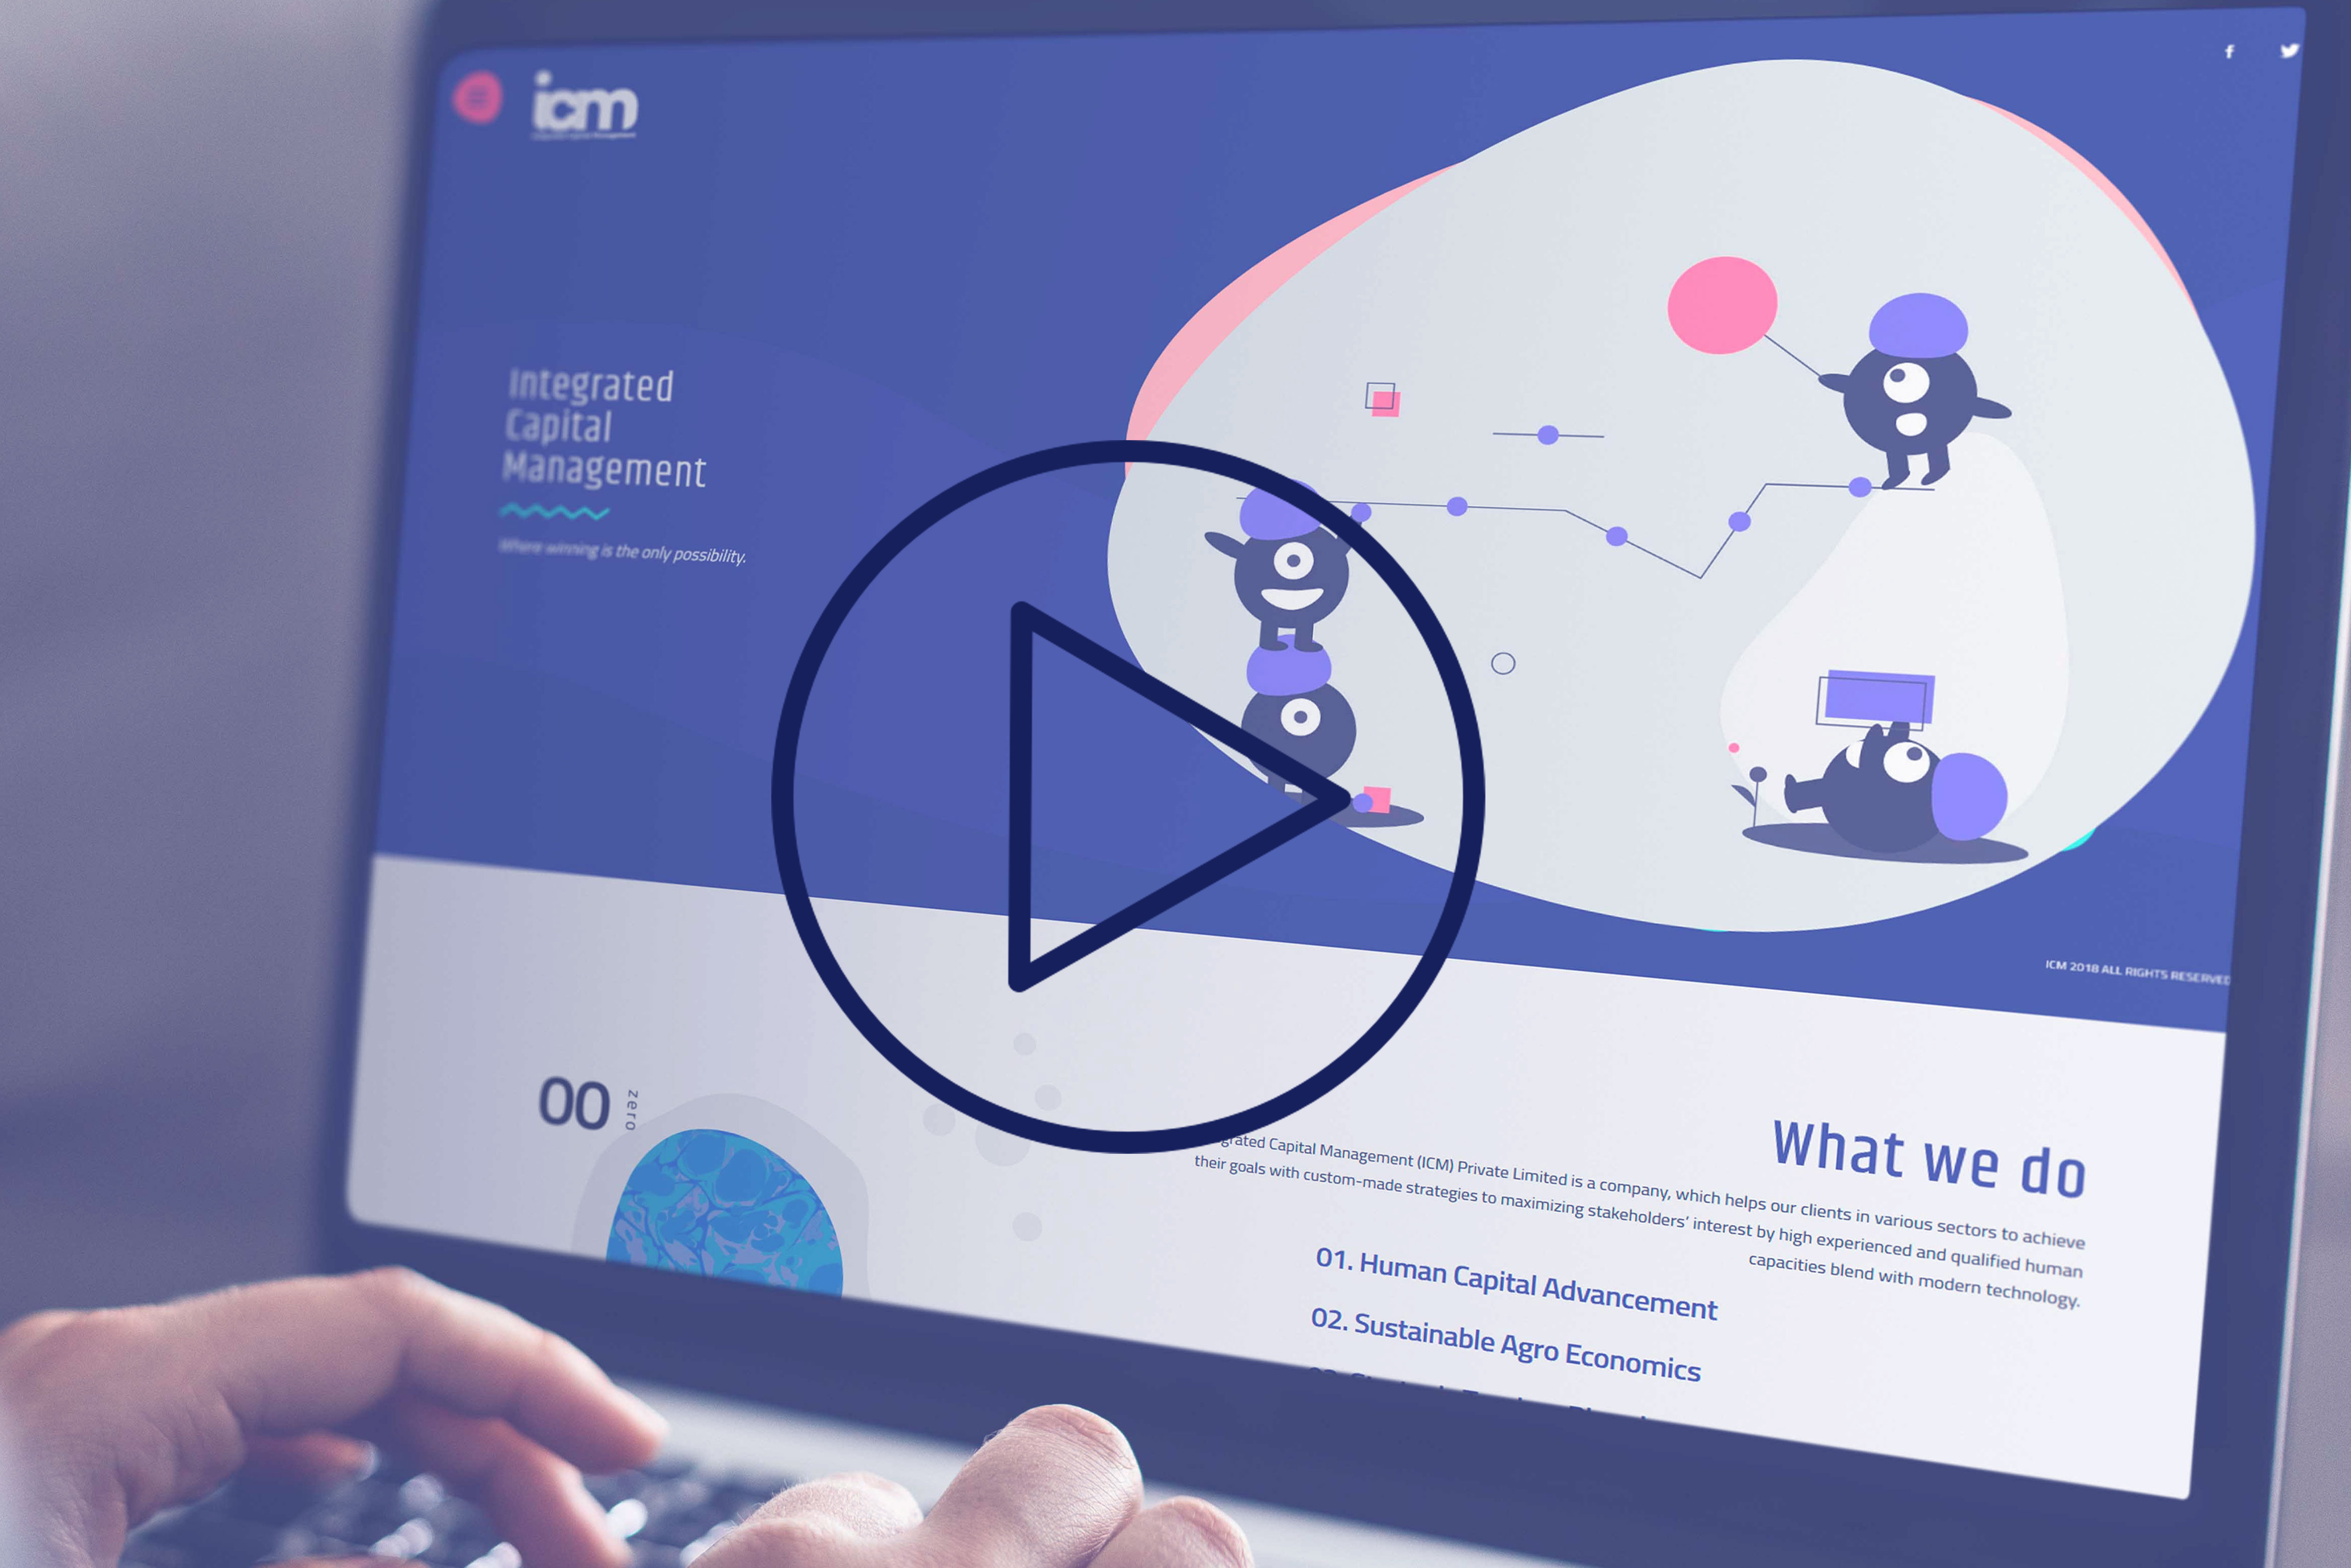 icm
Integrated
Capital
Management
Where winning is the only possibility.
ICM 2018 ALL RIGHTS RESERVED
00
zero
What we do
grated Capital Management (ICM) Private Limited is a company, which helps our clients in various sectors to achieve
their goals with custom-made strategies to maximizing stakeholders' interest by high experienced and qualified human
capacities blend with modern technology.
01. Human Capital Advancement
02. Sustainable Agro Economics